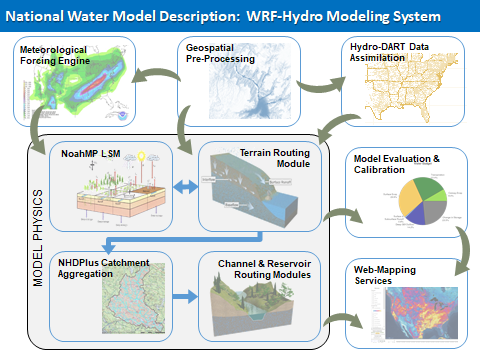 National Water Model Description:  WRF-Hydro Modeling System
Meteorological
Forcing Engine
Geospatial
Pre-Processing
Hydro-DART Data
Assimilation
MODEL PHYSICS
NoahMP LSM
Terrain Routing
Module
Model Evaluation &
Calibration
NHDPlus Catchment
Aggregation
Channel & Reservoir
Routing Modules
Web-Mapping
Services